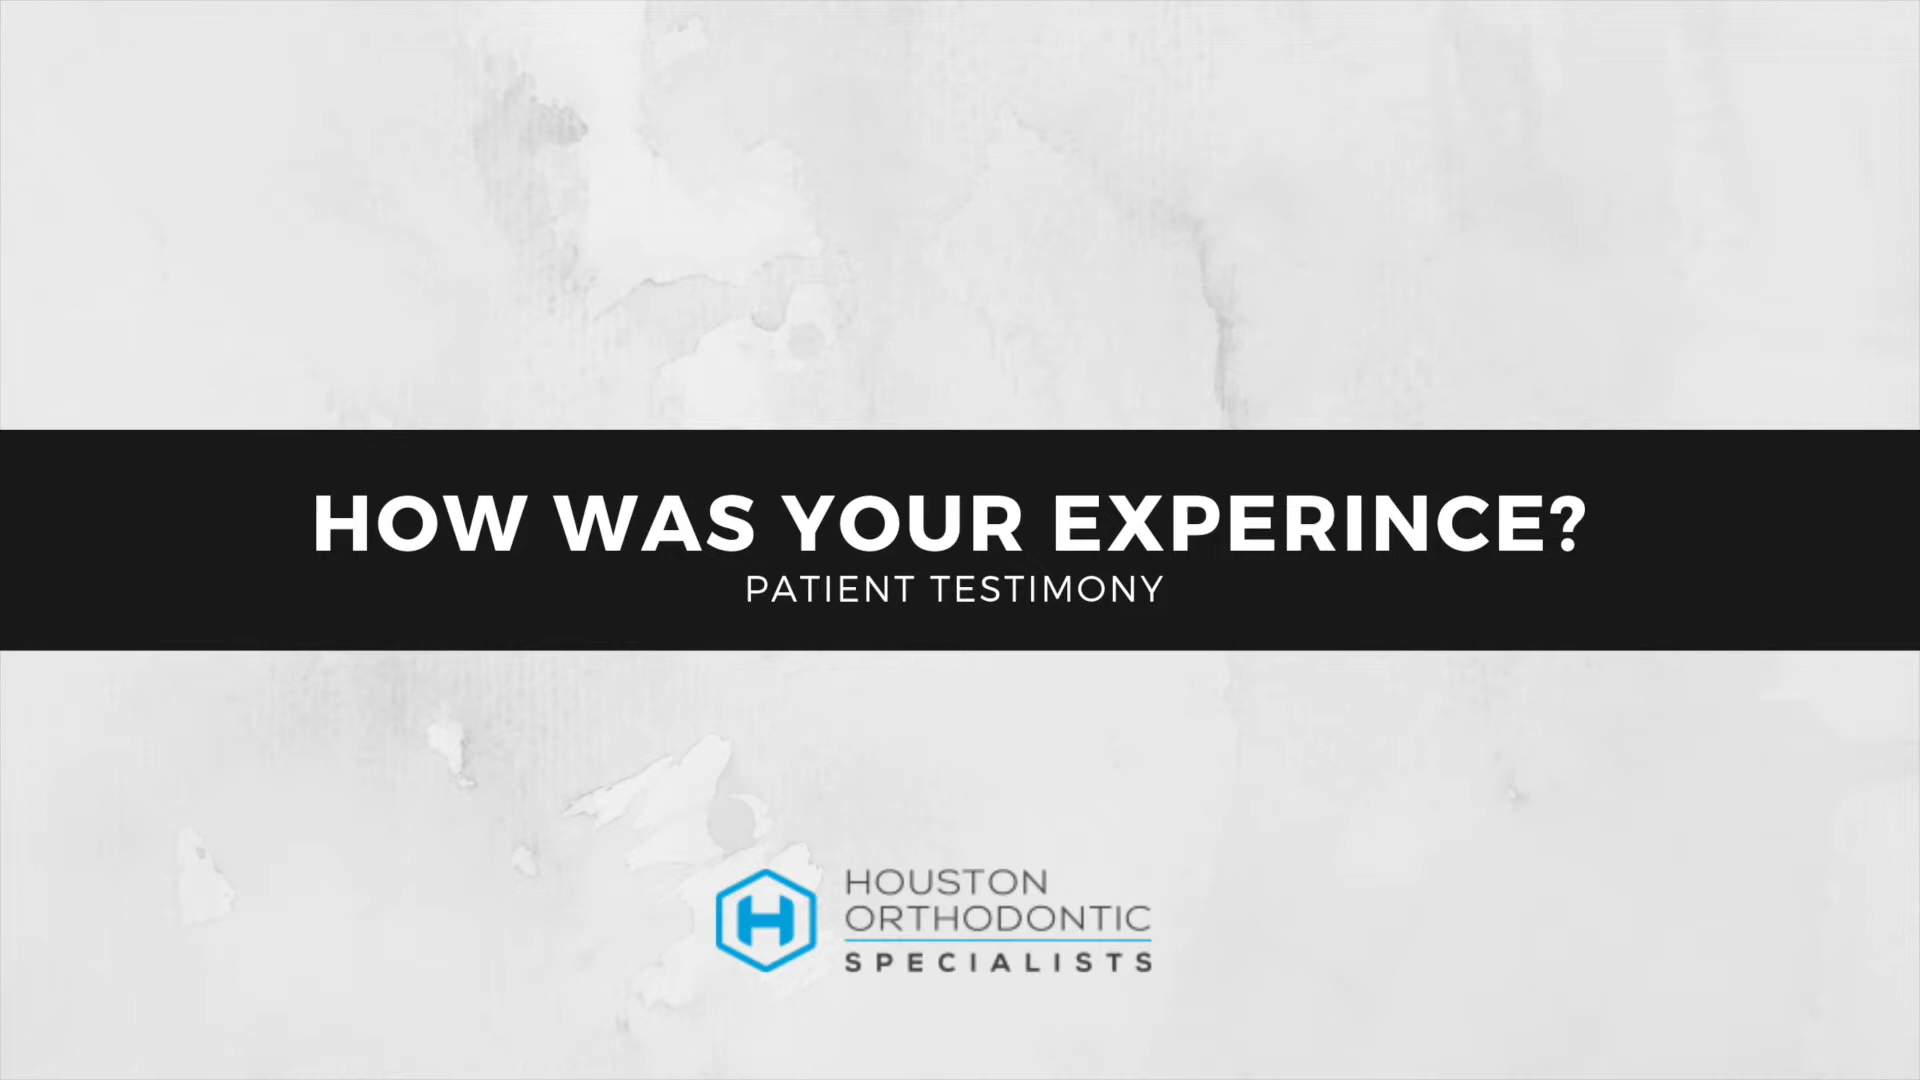 HOW WAS YOUR EXPERINCE?
PATIENT TESTIMONY
H
HOUSTON
ORTHODONTIC
SPECIALISTS